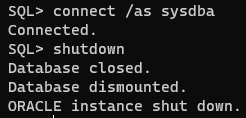 SQL> connect /as sysdba
Connected.
SQL> shutdown
Database closed.
Database dismounted.
ORACLE instance shut down.